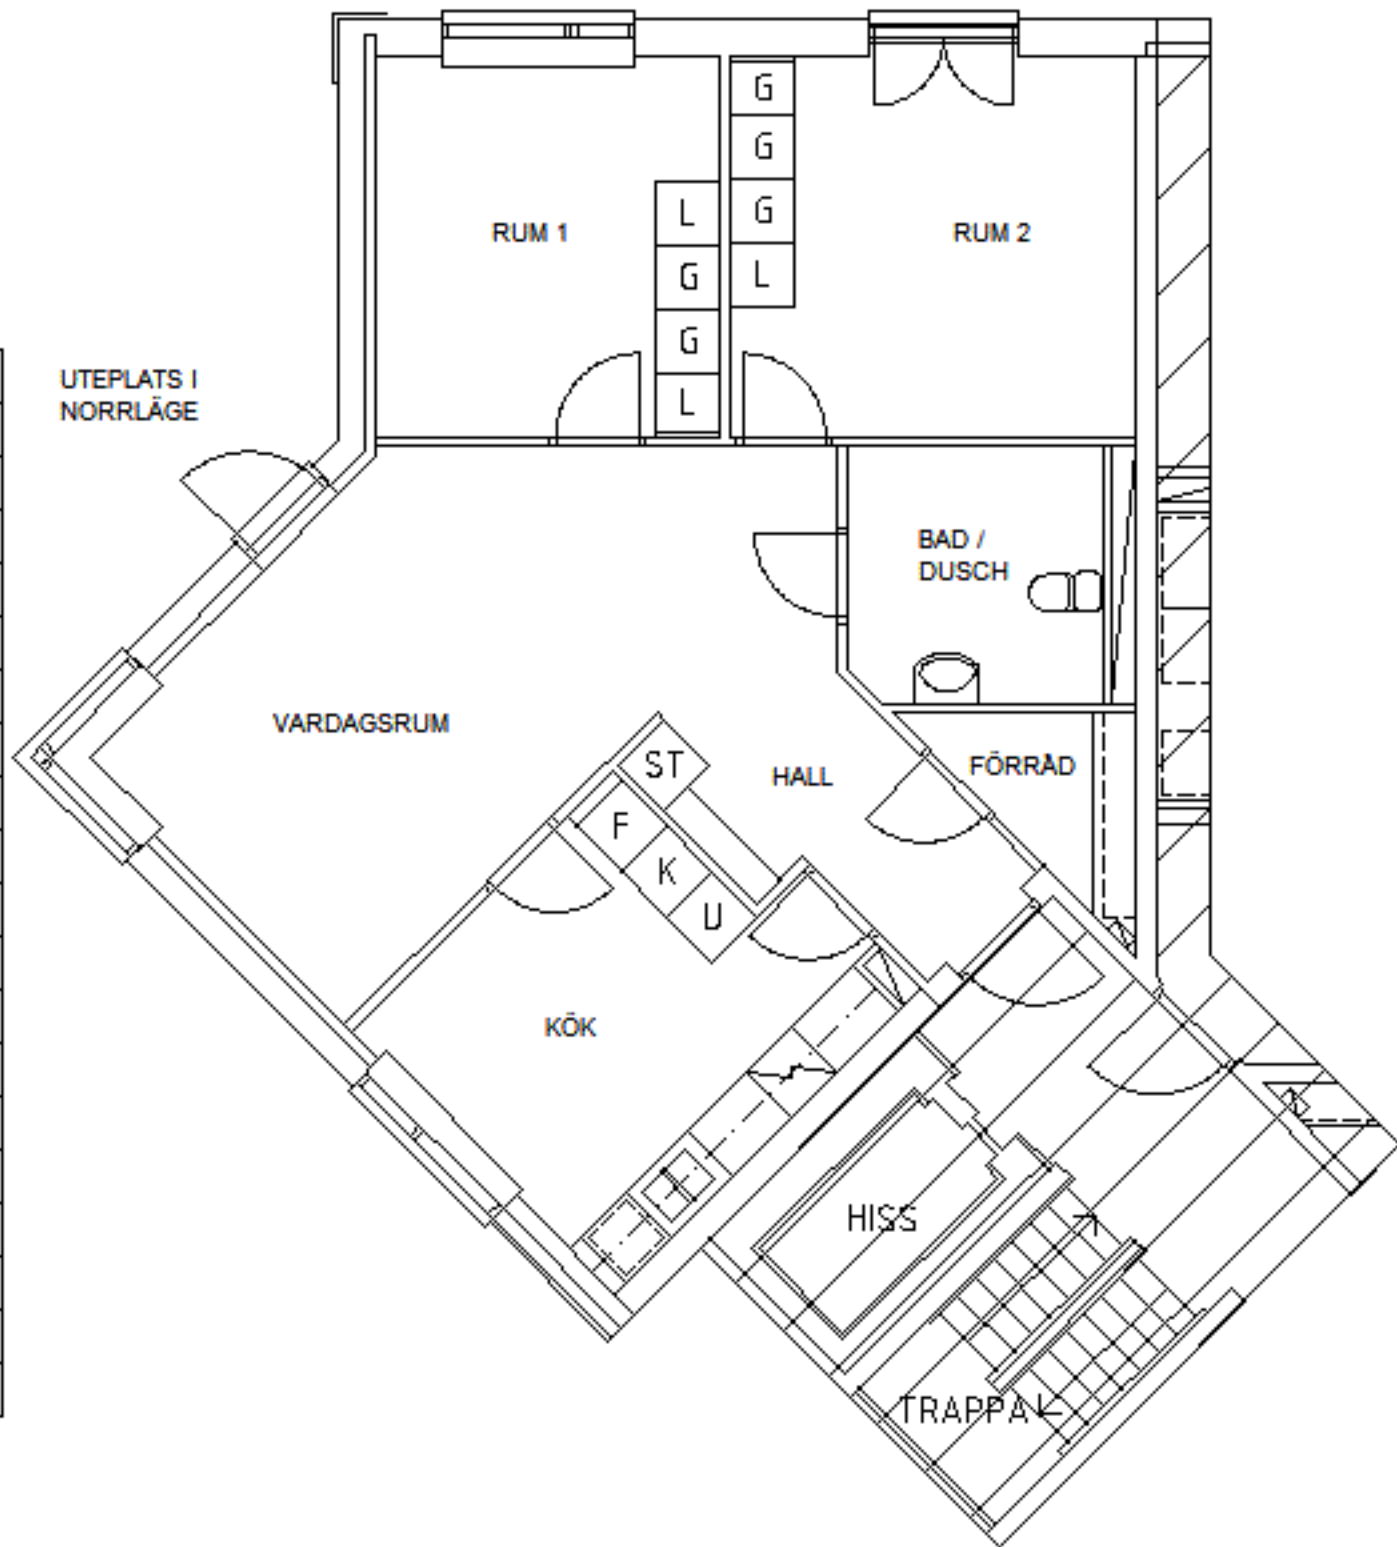 G
G
G
L
L
G
G
L
RUM 1
RUM 2
UTEPLATS I
NORRLÄGE
BAD /
DUSCH
VARDAGSRUM
ST
HALL
FÖRRÅD
F
K
U
KÖK
HISS
TRAPPA